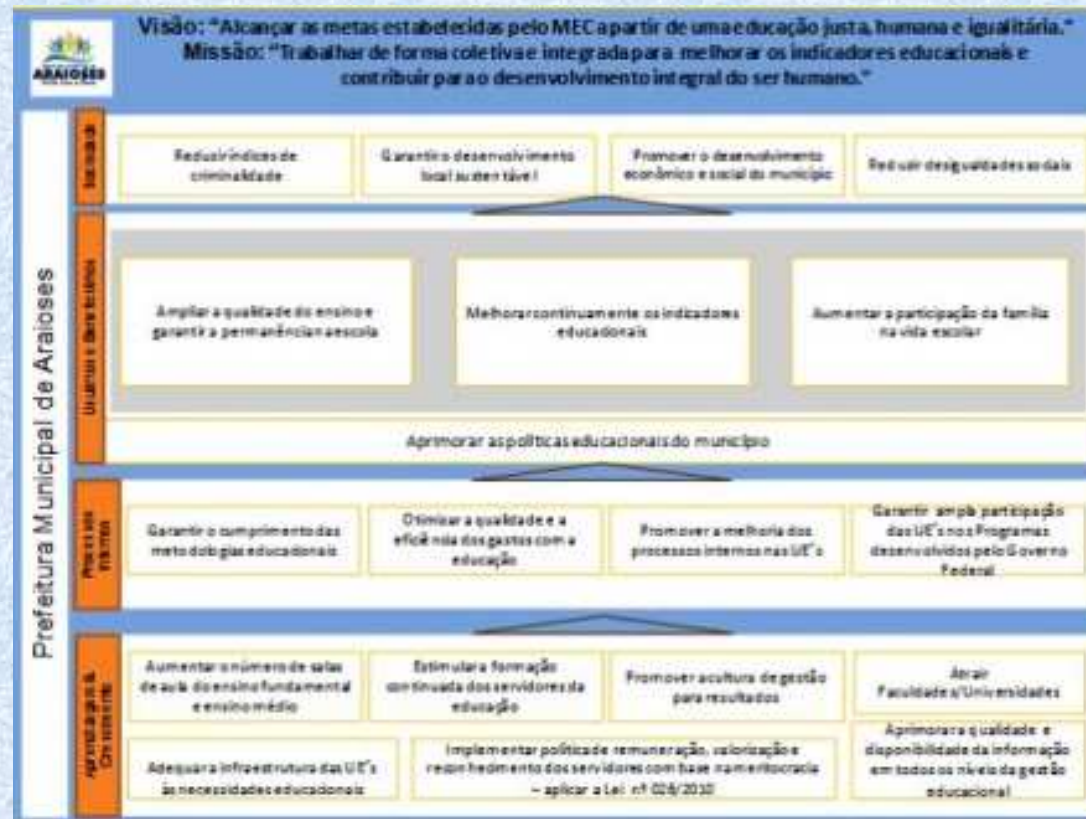 Visão: "Alcançar as metas estabelecidas pelo MEC a partir de uma educação justa, humana e igualitária."
Missão: "Trabalhar de forma coletiva e integrada para melhorar os indicadores educacionais e
contribuir para o desenvolvimento integral do ser humano."
ARAIOSES
Prefeitura Municipal de Araioses
Sociedade
Reduzir índices de
criminalidade
Garantir o desenvolvimento
local sustentável
Promover o desenvolvimento
econômico e social do município
Reduzir desigualdades sociais
Usuários e Beneficiários
Ampliar a qualidade do ensino e
garantir a permanência na escola
Melhorar continuamente os indicadores
educacionais
Aumentar a participação da família
na vida escolar
Aprimorar as políticas educacionais do município
Processos
Internos
Garantir o cumprimento das
metodologias educacionais
Otimizar a qualidade e a
eficiência dos gastos com a
educação
Promover a melhoria dos
processos internos nas UE's
Garantir ampla participação
das UE's nos Programas
desenvolvidos pelo Governo
Federal
Aprendizagem &
Crescimento
Aumentar o número de salas
de aula do ensino fundamental
e ensino médio
Estimular a formação
continuada dos servidores da
educação
Promover a cultura de gestão
para resultados
Atrair
Faculdades/Universidades
Adequar a infraestrutura das UE's
às necessidades educacionais
Implementar política de remuneração, valorização e
reconhecimento dos servidores com base na meritocracia
– aplicar a Lei nº 026/2010
Aprimorar a qualidade e
disponibilidade da informação
em todos os níveis da gestão
educacional